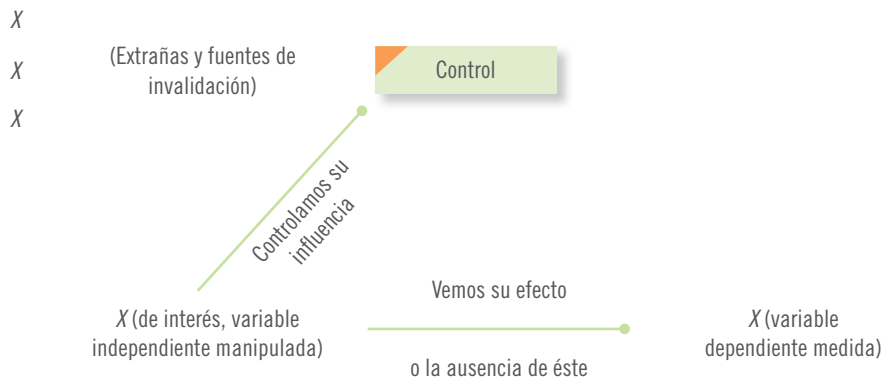 X
X
X
(Extrañas y fuentes de
invalidación)
Control
Controlamos su
influencia
X (de interés, variable
independiente manipulada)
Vemos su efecto
o la ausencia de éste
X (variable
dependiente medida)